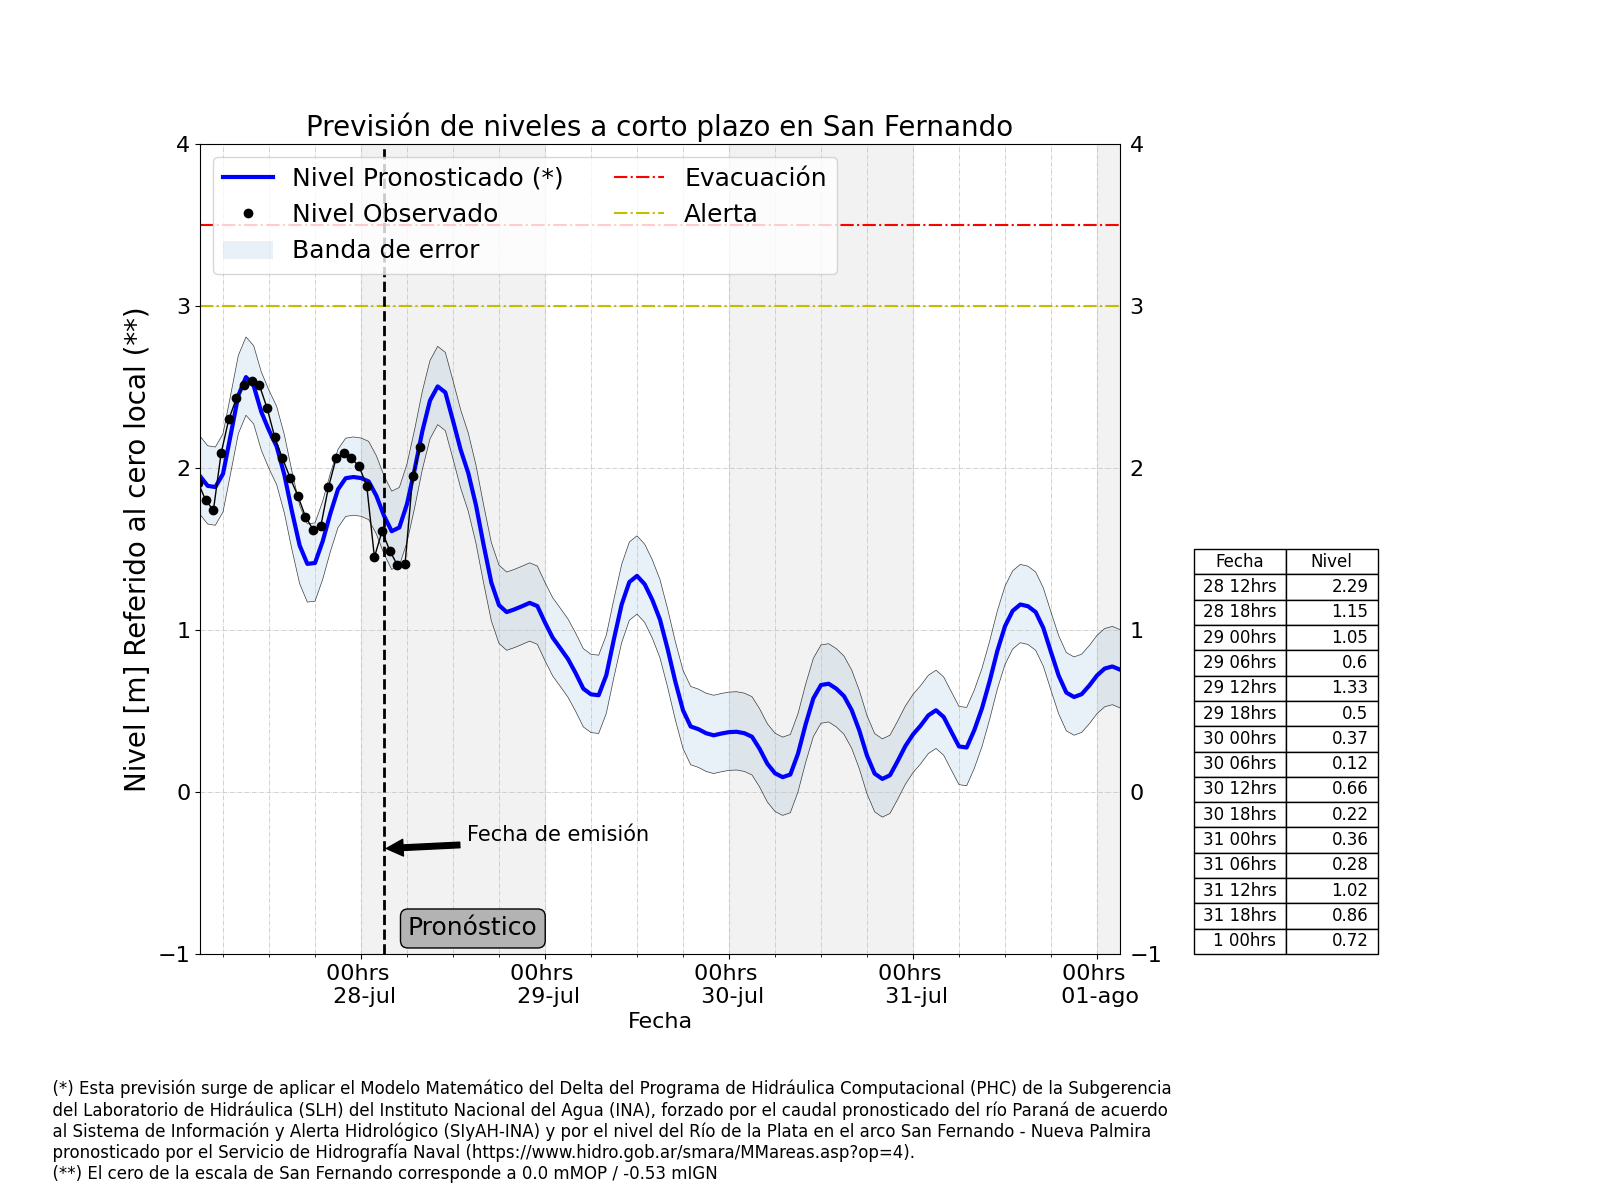 Previsión de niveles a corto plazo en San Fernando
Nivel Pronosticado (*)
Nivel Observado
Banda de error
Evacuación
Alerta
Nivel [m] Referido al cero local (**)
4
3
2
1
0
−1
4
3
2
1
0
−1
Fecha de emisión
Pronóstico
00hrs
28-jul
00hrs
29-jul
00hrs
30-jul
00hrs
31-jul
00hrs
01-ago
Fecha
Fecha Nivel
28 12hrs 2.29
28 18hrs 1.15
29 00hrs 1.05
29 06hrs 0.6
29 12hrs 1.33
29 18hrs 0.5
30 00hrs 0.37
30 06hrs 0.12
30 12hrs 0.66
30 18hrs 0.22
31 00hrs 0.36
31 06hrs 0.28
31 12hrs 1.02
31 18hrs 0.86
1 00hrs 0.72
(*) Esta previsión surge de aplicar el Modelo Matemático del Delta del Programa de Hidráulica Computacional (PHC) de la Subgerencia
del Laboratorio de Hidráulica (SLH) del Instituto Nacional del Agua (INA), forzado por el caudal pronosticado del río Paraná de acuerdo
al Sistema de Información y Alerta Hidrológico (SIyAH-INA) y por el nivel del Río de la Plata en el arco San Fernando - Nueva Palmira
pronosticado por el Servicio de Hidrografía Naval (https://www.hidro.gob.ar/smara/MMareas.asp?op=4).
(**) El cero de la escala de San Fernando corresponde a 0.0 mMOP / -0.53 mIGN